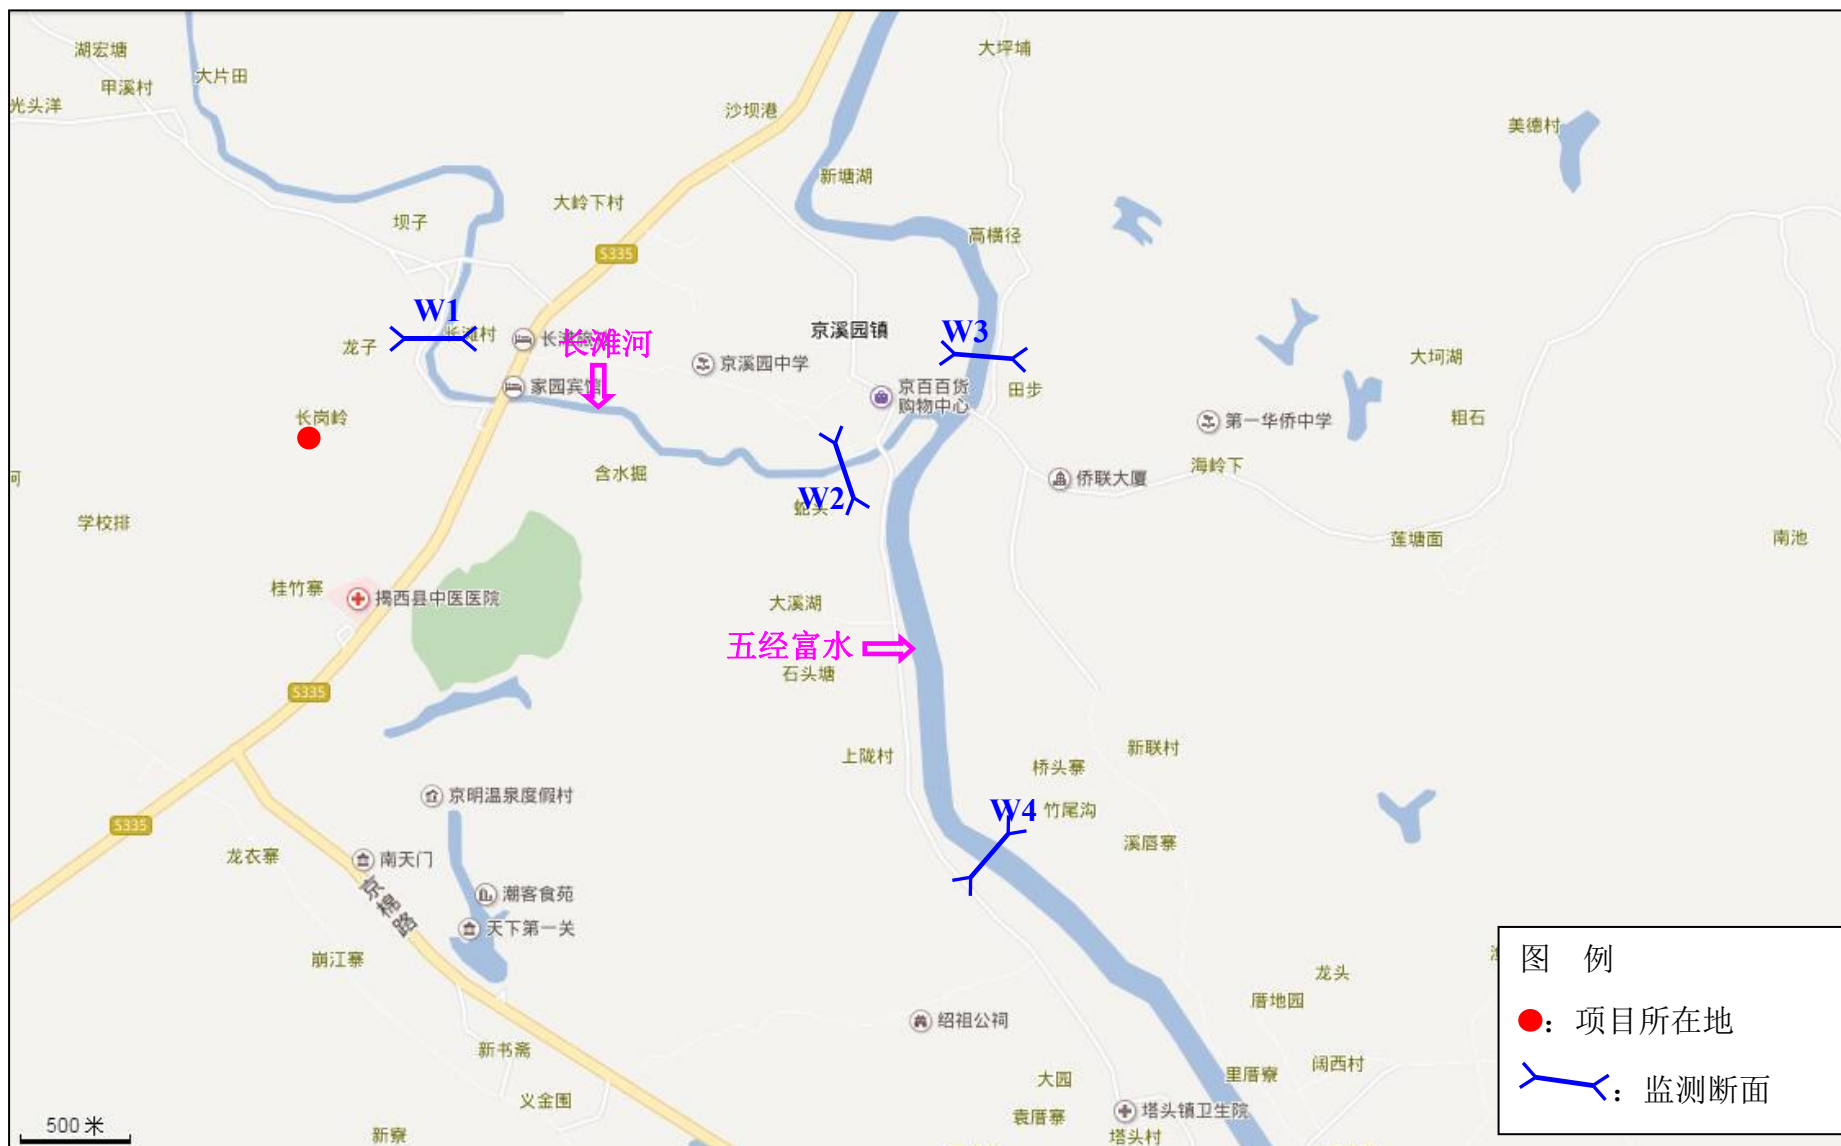 湖宏塘
大坪埔
大片田
甲溪村
光头洋
沙坝港
美德村
新塘湖
大岭下村
坝子
高横径
S335
W1
长滩村
龙子
长滩河
京溪园镇
W3
大坷湖
京溪园中学
家园宾馆
京百百货
购物中心
田步
长岗岭
粗石
第一华侨中学
含水掘
海岭下
侨联大厦
W2
河
学校排
南池
莲塘面
桂竹寨
揭西县中医医院
大溪湖
五经富水
石头塘
S335
新联村
上陇村
桥头寨
京明温泉度假村
W4
竹尾沟
S335
溪唇寨
龙衣寨
南天门
京棉路
潮客食苑
天下第一关
崩江寨
龙头
厝地园
绍祖公祠
新书斋
阔西村
里厝寮
大园
义金围
袁厝寨
塔头镇卫生院
塔头村
新寮
500 米
图 例
：项目所在地
：监测断面